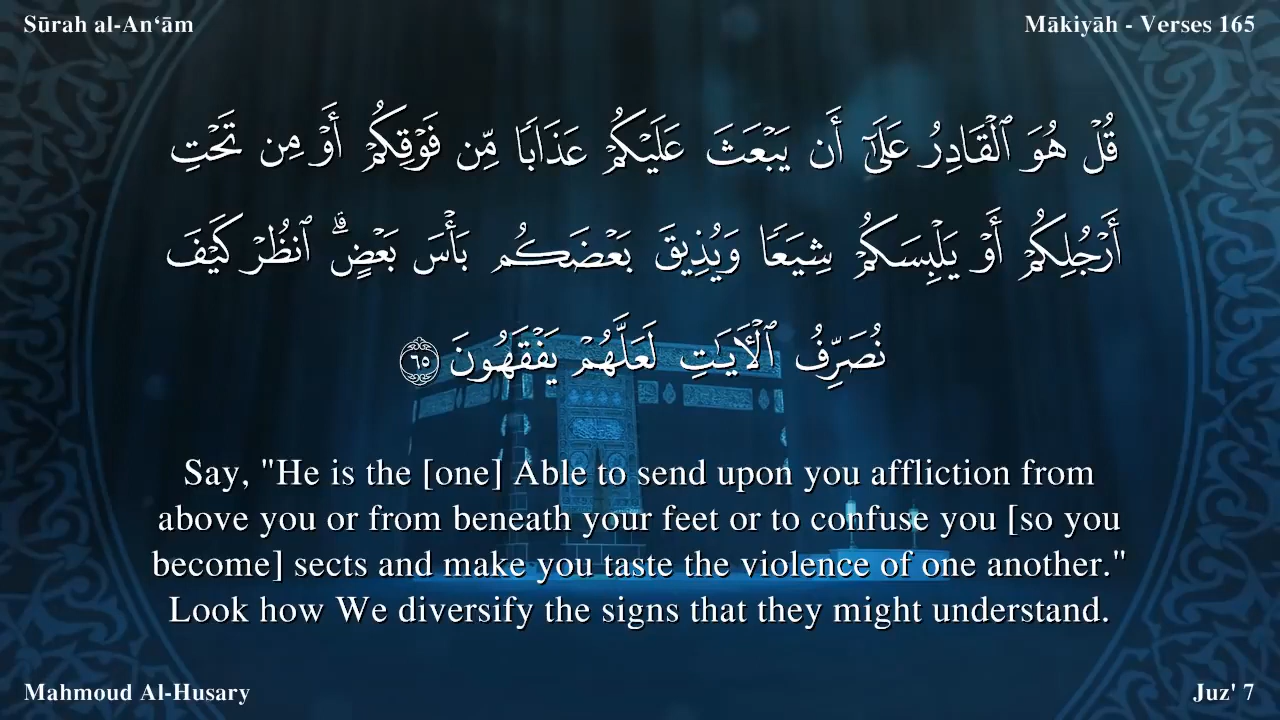 Sūrah al-An‘ām
Mākiyāh - Verses 165
قُلْ هُوَ ٱلْقَادِرُ عَلَىٰٓ أَن يَبْعَثَ عَلَيْكُمْ عَذَابًا مِّن فَوْقِكُمْ أَوْ مِن تَحْتِ
أَرْجُلِكُمْ أَوْ يَلْبِسَكُمْ شِيَعًا وَيُذِيقَ بَعْضَكُم بَأْسَ بَعْضٍ ۗ ٱنظُرْ كَيْفَ
نُصَرِّفُ ٱلْـَٔايَـٰتِ لَعَلَّهُمْ يَفْقَهُونَ ٦٥
Say, "He is the [one] Able to send upon you affliction from
above you or from beneath your feet or to confuse you [so you
become] sects and make you taste the violence of one another."
Look how We diversify the signs that they might understand.
Mahmoud Al-Husary
Juz' 7